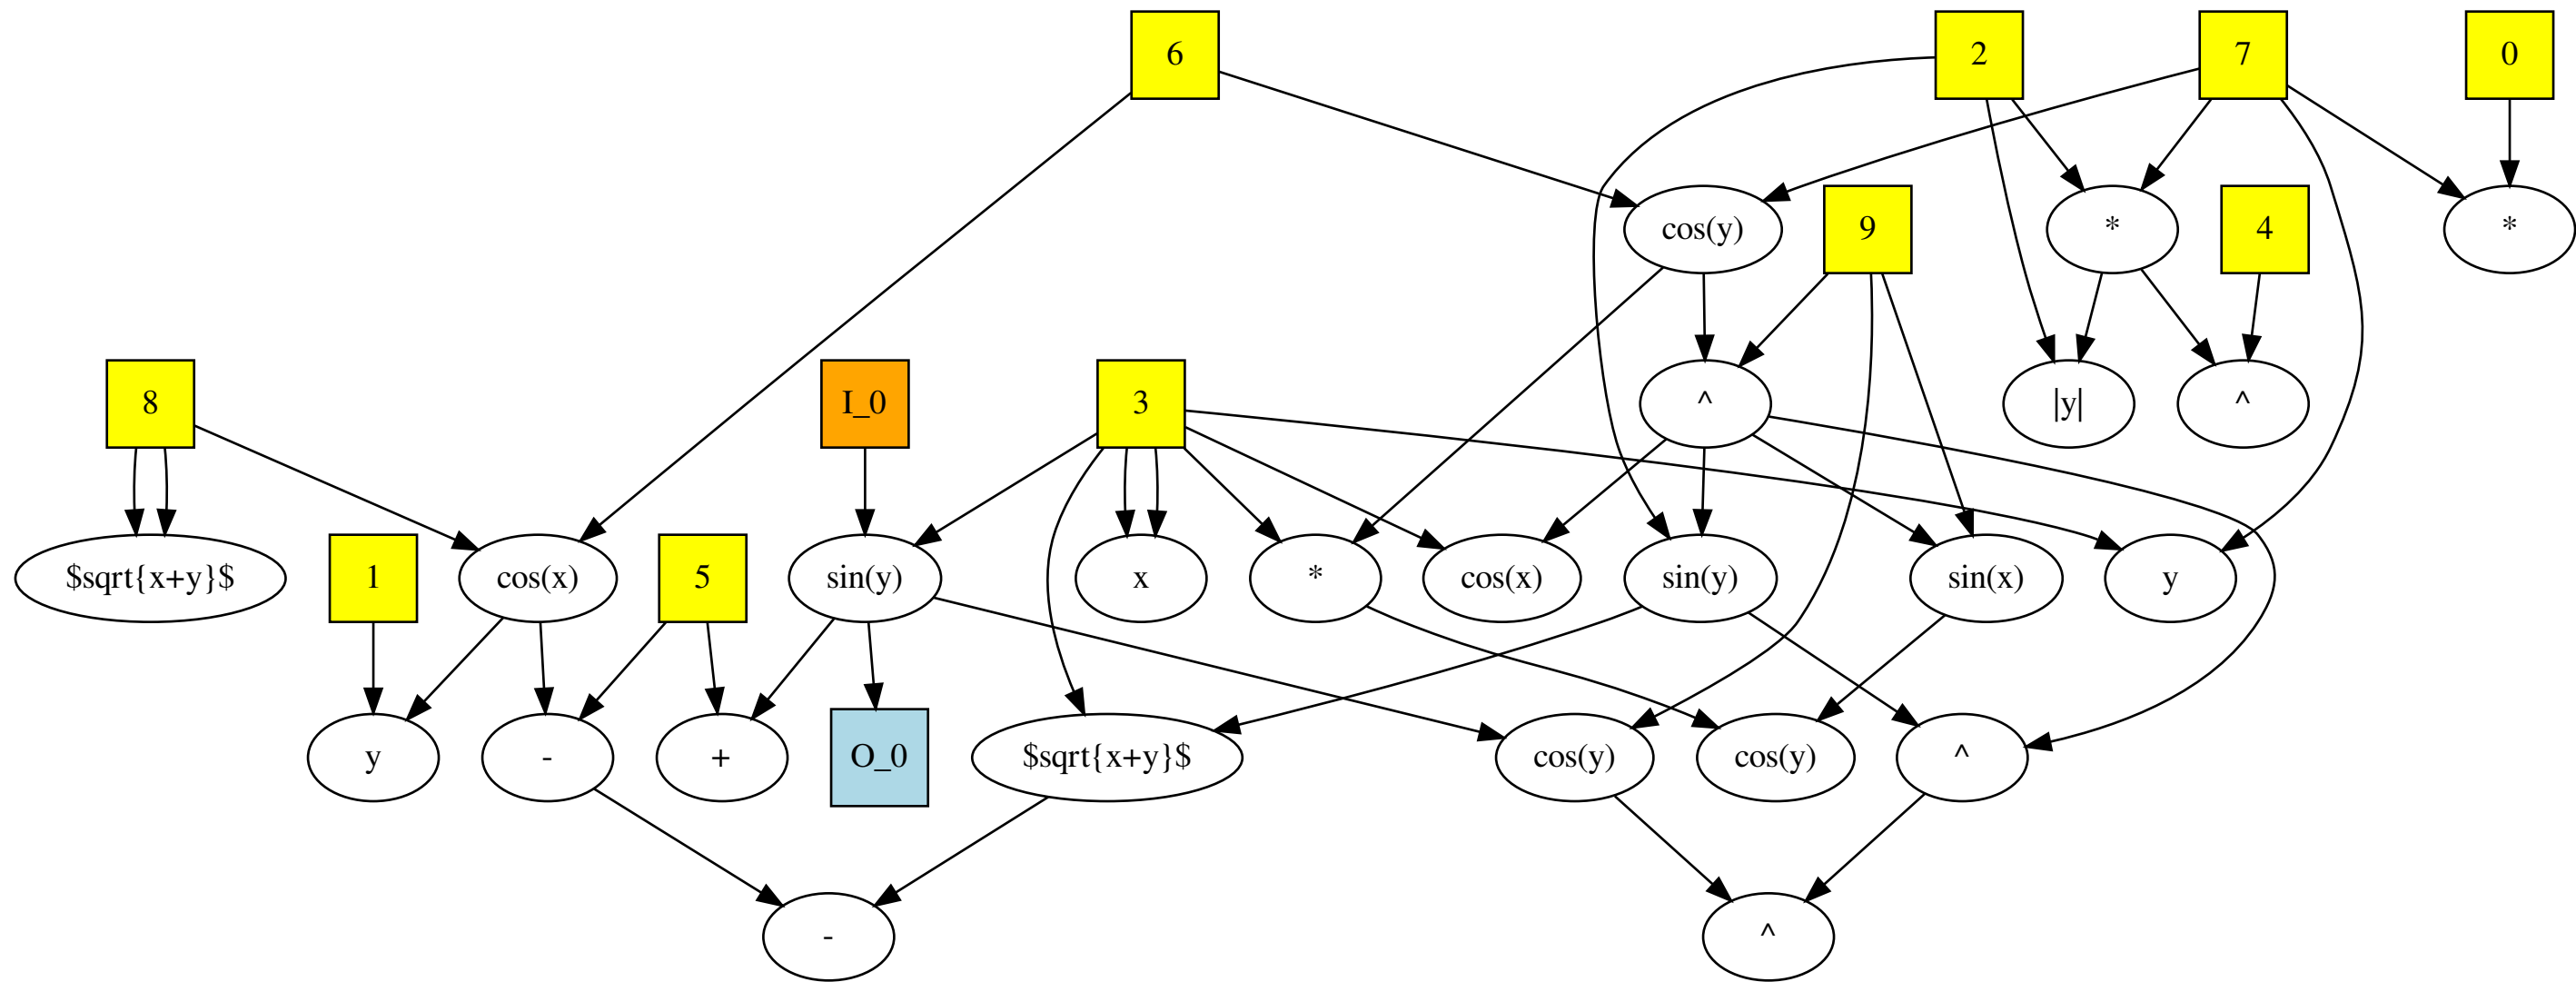 6
2
7
0
cos(y)
9
*
4
*
8
I_0
3
^
|y|
^
$sqrt{x+y}$
1
cos(x)
5
sin(y)
x
*
cos(x)
sin(y)
sin(x)
y
y
-
+
O_0
$sqrt{x+y}$
cos(y)
cos(y)
^
-
^